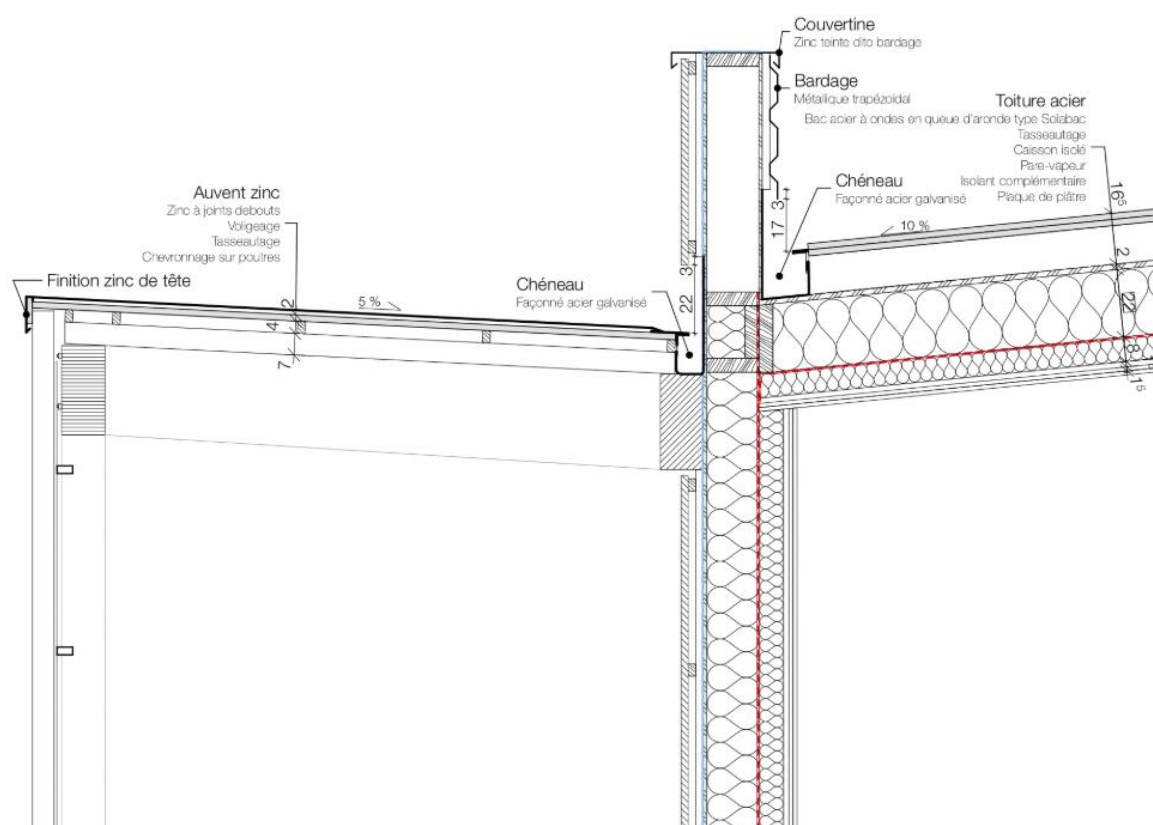 Couvertine
Zinc teinte dito bardage
Bardage
Métallique trapézoidal
Toiture acier
Bac acier à ondes en queue d'aronde type Solabac
Tasseautage
Caisson isolé
Pare-vapeur
Isolant complémentaire
Plaque de plâtre
Chéneau
Façonné acier galvanisé
Auvent zinc
Zinc à joints debouts
Voligeage
Tasseautage
Chevronnage sur poutres
Finition zinc de tête
Chéneau
Façonné acier galvanisé
5 %
10 %
2
4
7
3
22
3
17
16⁵
2
22
8
1⁵